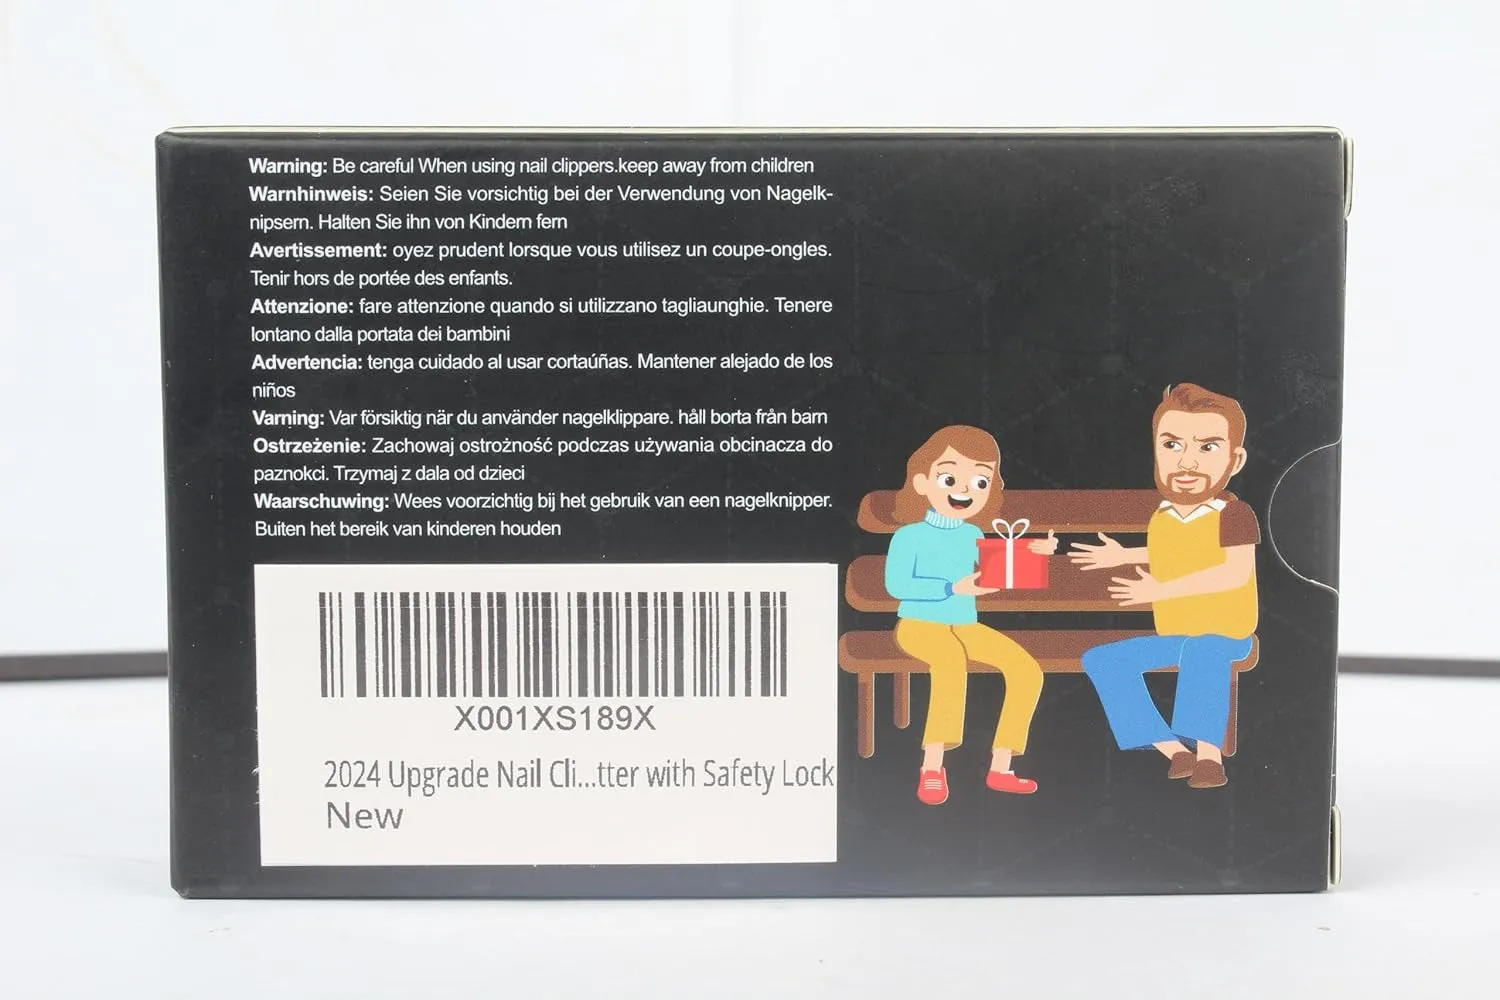 Warning: Be careful When using nail clippers.keep away from children
Warnhinweis: Seien Sie vorsichtig bei der Verwendung von Nagelk-
nipsern. Halten Sie ihn von Kindern fern
Avertissement: oyez prudent lorsque vous utilisez un coupe-ongles.
Tenir hors de portée des enfants.
Attenzione: fare attenzione quando si utilizzano tagliaunghie. Tenere
lontano dalla portata dei bambini
Advertencia: tenga cuidado al usar cortaúñas. Mantener alejado de los
niños
Varning: Var försiktig när du använder nagelklippare. håll borta från barn
Ostrzeżenie: Zachowaj ostrożność podczas używania obcinacza do
paznokci. Trzymaj z dala od dzieci
Waarschuwing: Wees voorzichtig bij het gebruik van een nagelknipper.
Buiten het bereik van kinderen houden
X001XS189X
2024 Upgrade Nail Cli...tter with Safety Lock
New